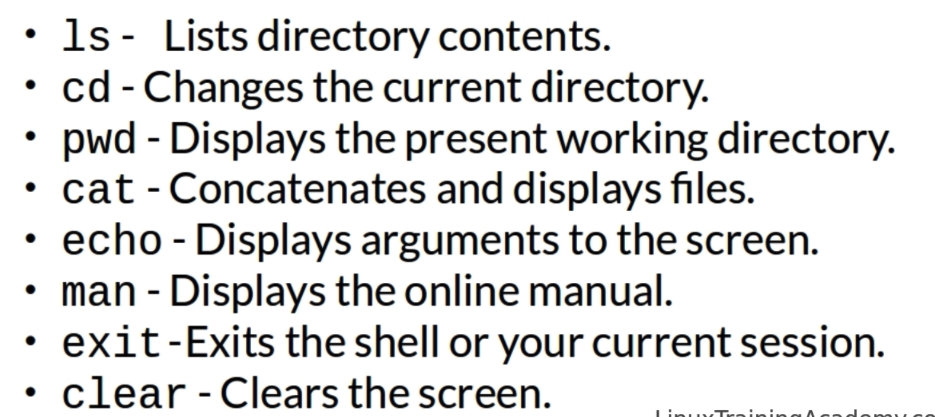 • ls - Lists directory contents.
• cd - Changes the current directory.
• pwd - Displays the present working directory.
• cat - Concatenates and displays files.
• echo - Displays arguments to the screen.
• man - Displays the online manual.
• exit -Exits the shell or your current session.
• clear - Clears the screen.
LinuxTrainingAcademy.co